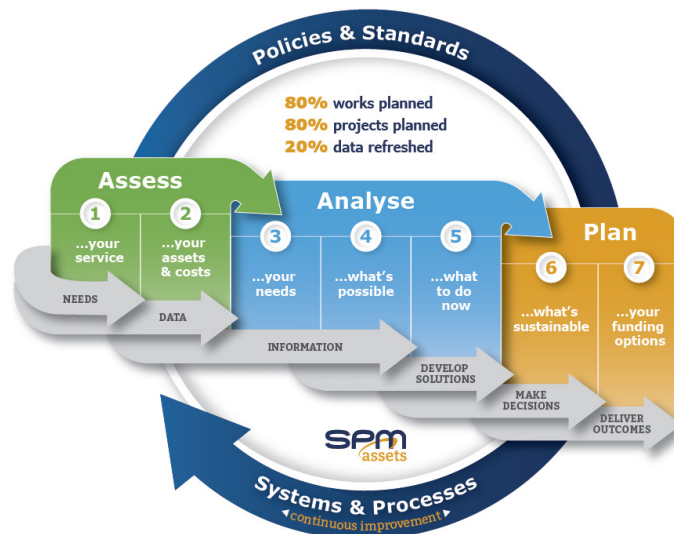 Policies & Standards
80% works planned
80% projects planned
20% data refreshed
Assess
1
...your
service
2
...your
assets
& costs
Analyse
3
...your
needs
4
...what's
possible
5
...what
to do
now
Plan
6
...what's
sustainable
7
...your
funding
options
NEEDS
DATA
INFORMATION
DEVELOP
SOLUTIONS
MAKE
DECISIONS
DELIVER
OUTCOMES
SPM
assets
Systems & Processes
continuous improvement